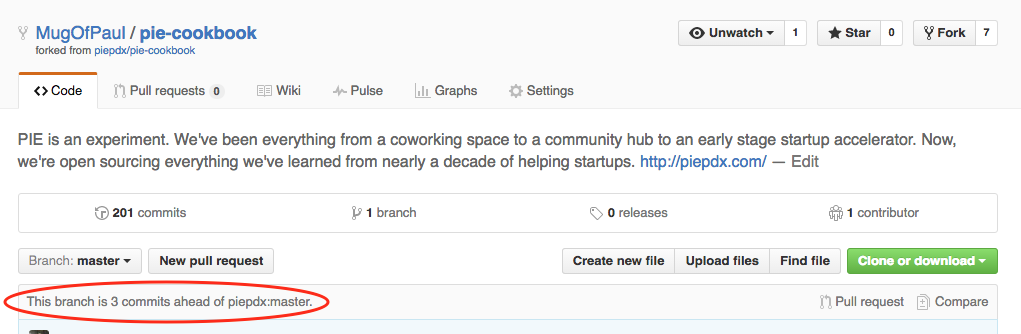 MugOfPaul / pie-cookbook
forked from piepdx/pie-cookbook
Unwatch 1 Star 0 Fork 7
Code Pull requests 0 Wiki Pulse Graphs Settings
PIE is an experiment. We've been everything from a coworking space to a community hub to an early stage startup accelerator. Now,
we're open sourcing everything we've learned from nearly a decade of helping startups. http://piepdx.com/ — Edit
201 commits 1 branch 0 releases 1 contributor
Branch: master New pull request Create new file Upload files Find file Clone or download
This branch is 3 commits ahead of piepdx:master. Pull request Compare